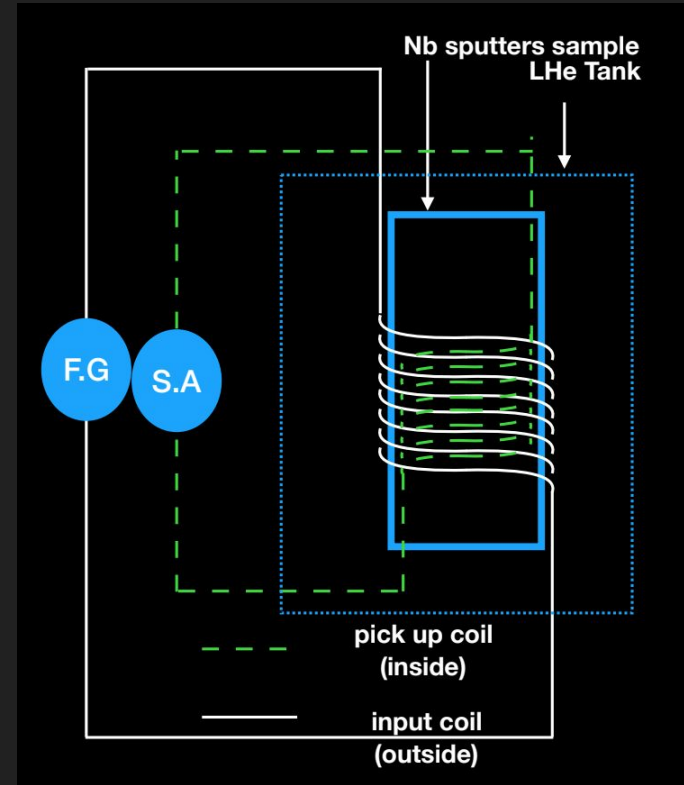 Nb sputters sample
LHe Tank
F.G
S.A
pick up coil
(inside)
input coil
(outside)